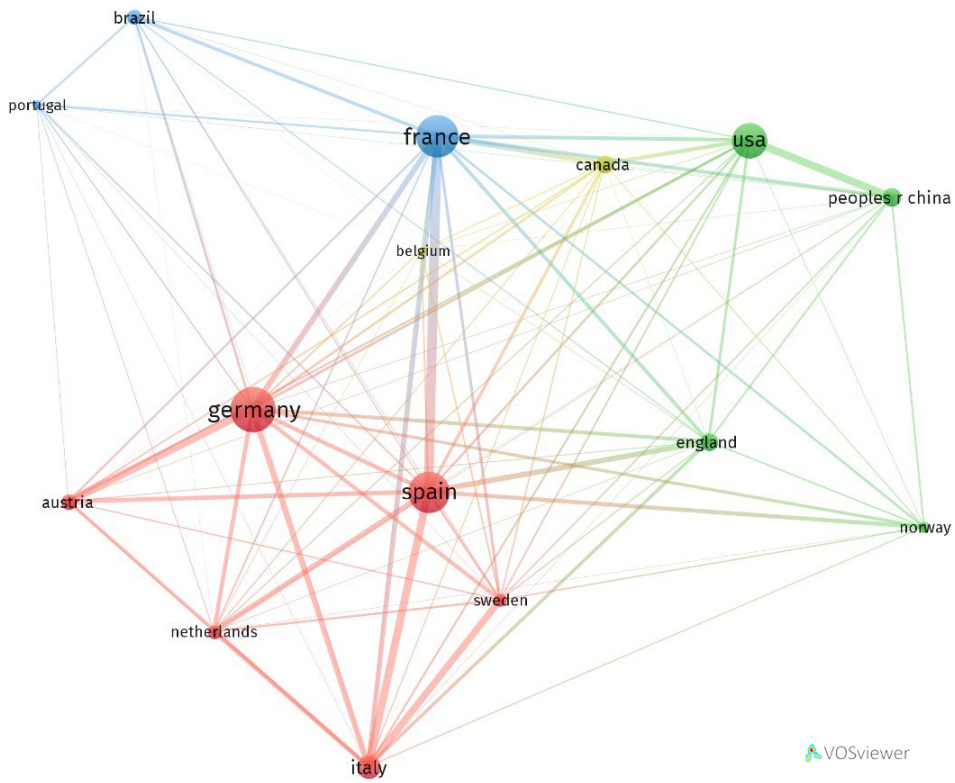 brazil
portugal
france
usa
canada
peoples r china
belgium
germany
england
spain
austria
norway
sweden
netherlands
italy
VOSviewer